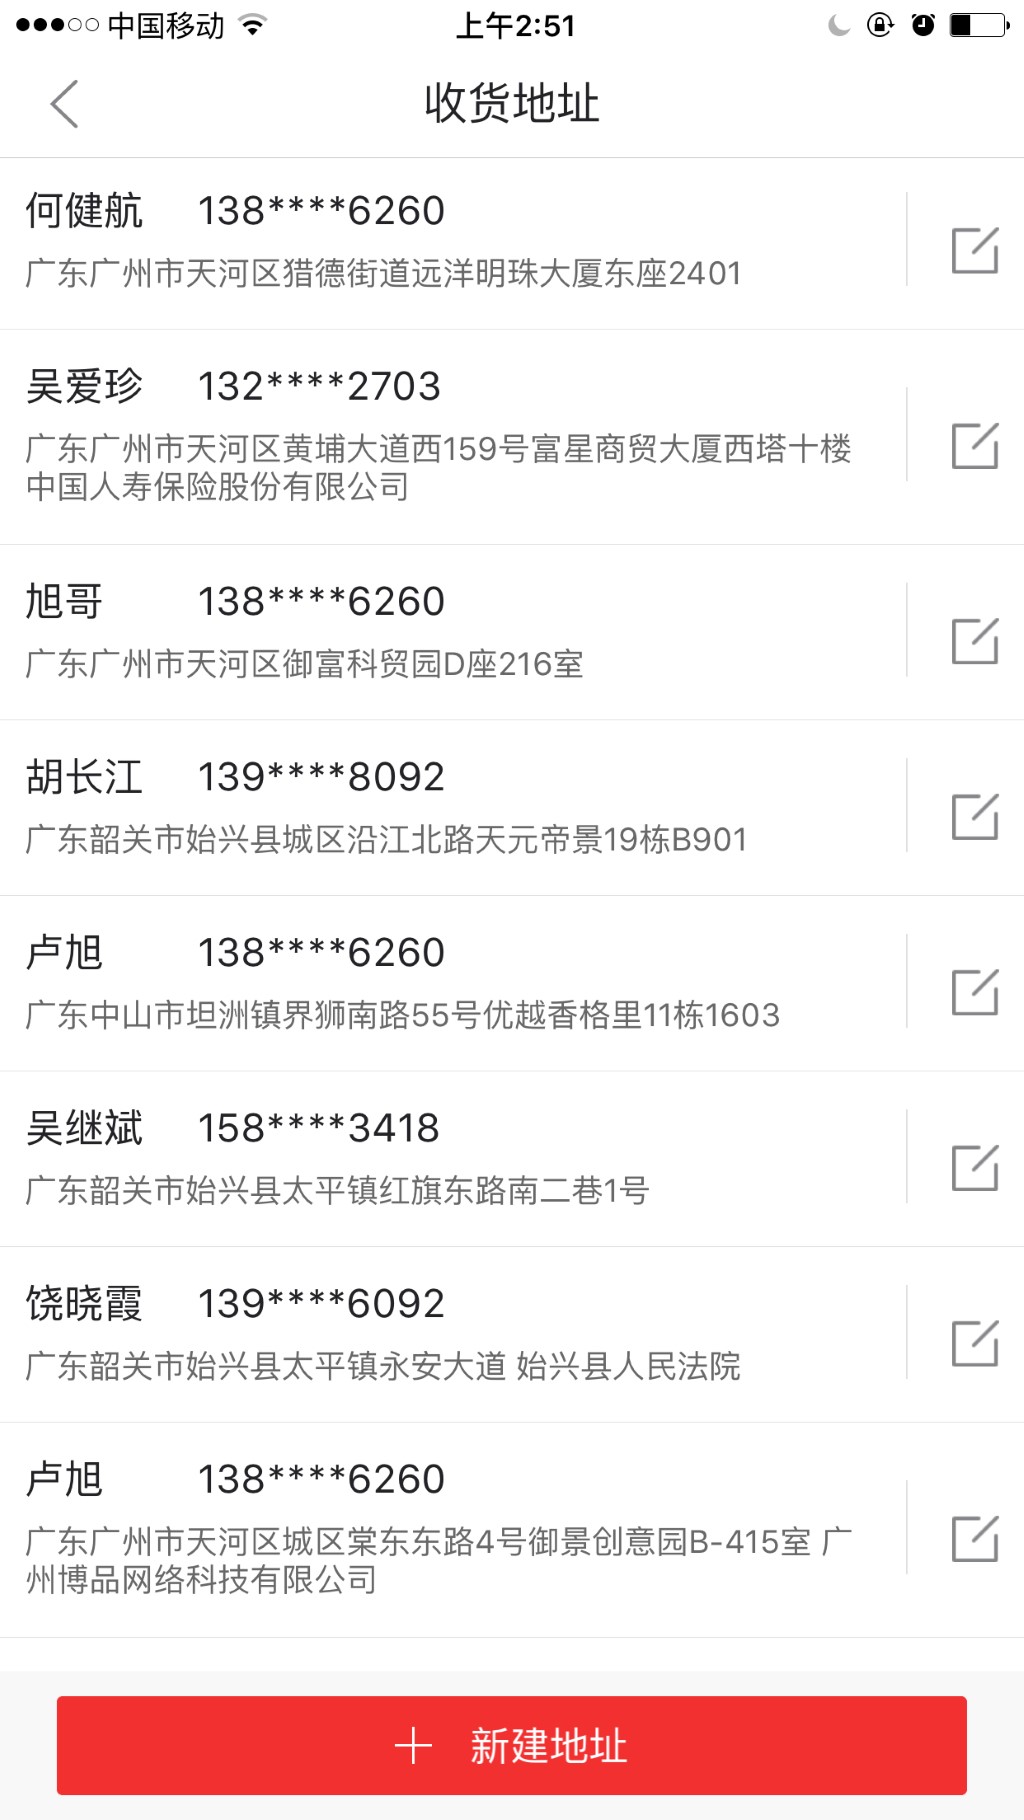 中国移动
上午2:51
收货地址
何健航 138****6260
广东广州市天河区猎德街道远洋明珠大厦东座2401
吴爱珍 132****2703
广东广州市天河区黄埔大道西159号富星商贸大厦西塔十楼
中国人寿保险股份有限公司
旭哥 138****6260
广东广州市天河区御富科贸园D座216室
胡长江 139****8092
广东韶关市始兴县城区沿江北路天元帝景19栋B901
卢旭 138****6260
广东中山市坦洲镇界狮南路55号优越香格里11栋1603
吴继斌 158****3418
广东韶关市始兴县太平镇红旗东路南二巷1号
饶晓霞 139****6092
广东韶关市始兴县太平镇永安大道 始兴县人民法院
卢旭 138****6260
广东广州市天河区城区棠东东路4号御景创意园B-415室 广
州博品网络科技有限公司
新建地址